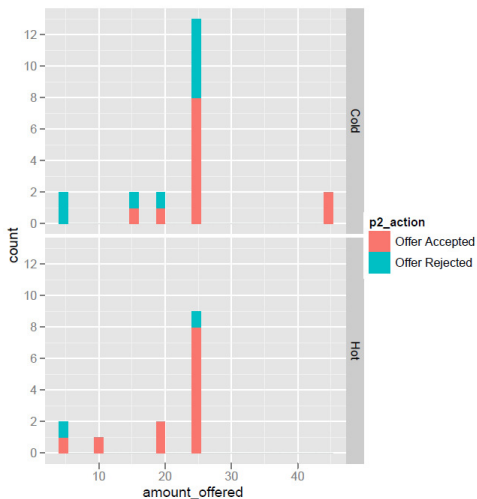 12
10
8
6
4
2
0
Cold
count
p2_action
Offer Accepted
Offer Rejected
12
10
8
6
4
2
0
Hot
10
20
30
40
amount_offered